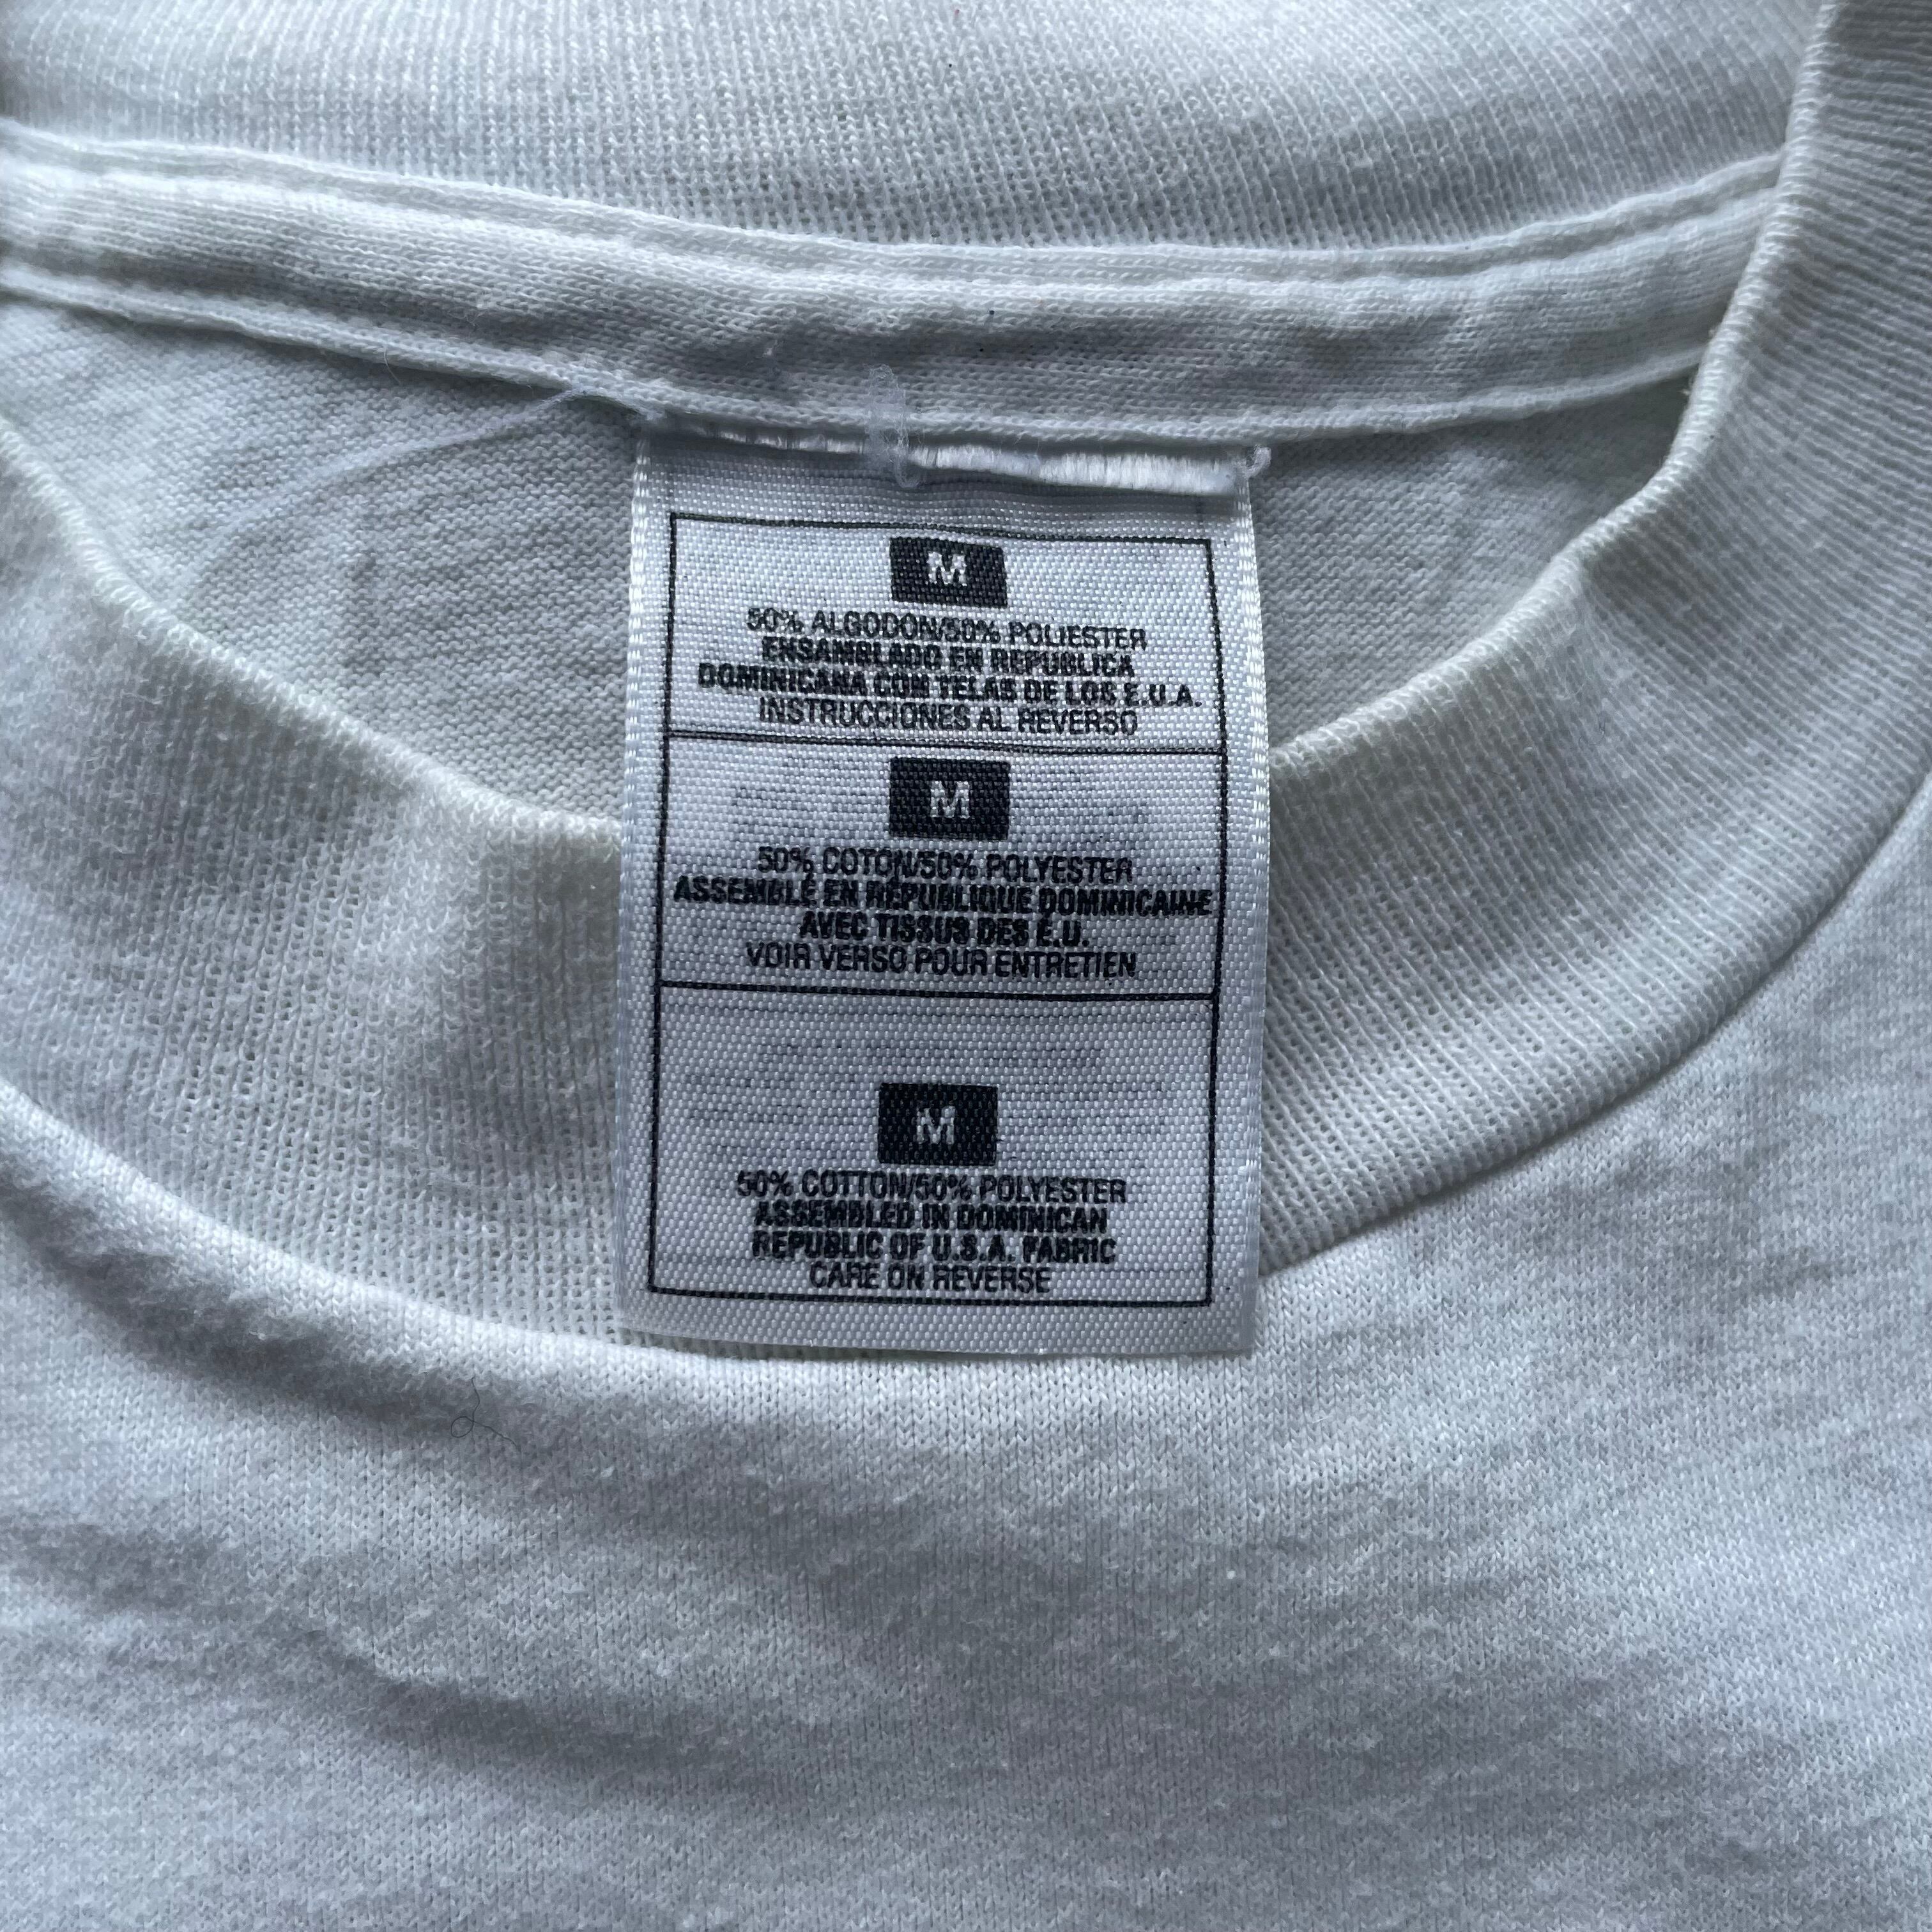 M
50% ALGODON/50% POLIESTER
ENSAMBLADO EN REPUBLICA
DOMINICANA CON TELAS DE LOS E.U.A.
INSTRUCCIONES AL REVERSO
M
50% COTON/50% POLYESTER
ASSEMBLÉ EN RÉPUBLIQUE DOMINICAINE
AVEC TISSUS DES É.U.
VOIR VERSO POUR ENTRETIEN
M
50% COTTON/50% POLYESTER
ASSEMBLED IN DOMINICAN
REPUBLIC OF U.S.A. FABRIC
CARE ON REVERSE